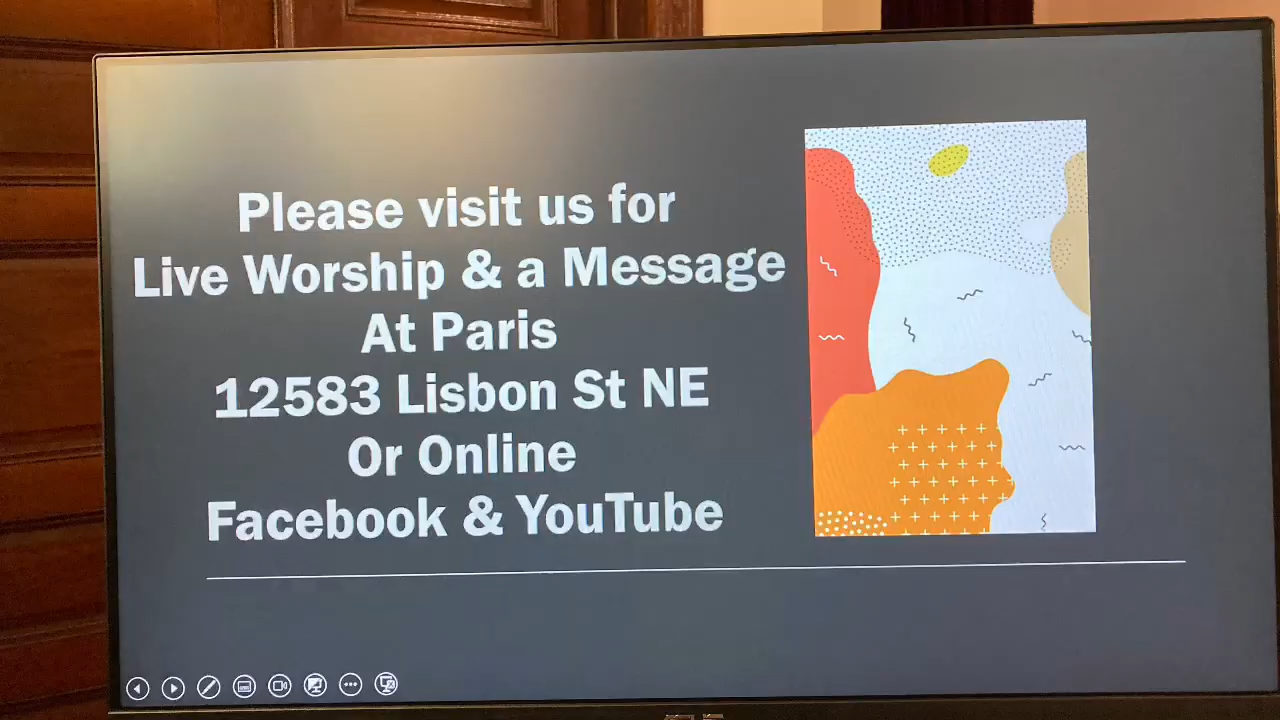 Please visit us for
Live Worship & a Message
At Paris
12583 Lisbon St NE
Or Online
Facebook & YouTube